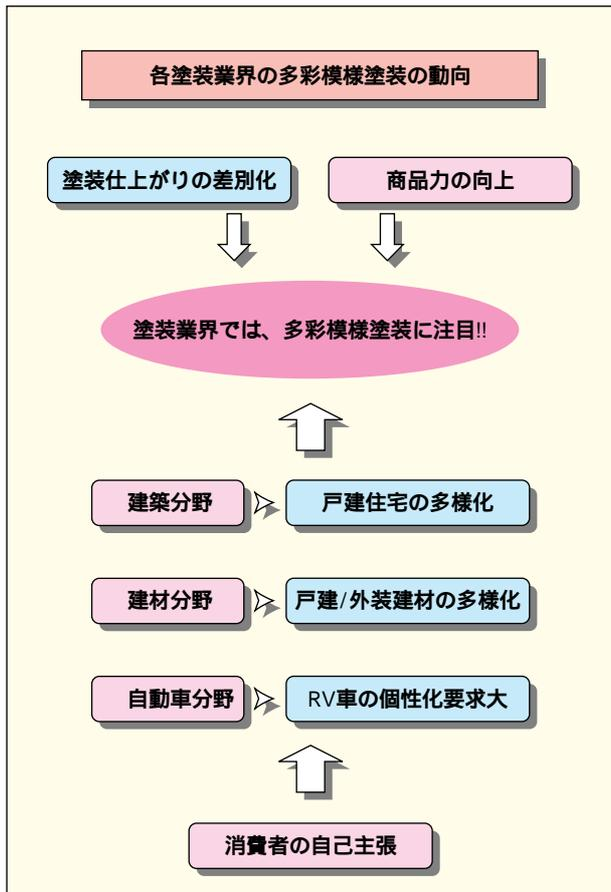 各塗装業界の多彩模様塗装の動向
塗装仕上がりの差別化
商品力の向上
塗装業界では、多彩模様塗装に注目!!
建築分野
戸建住宅の多様化
建材分野
戸建/外装建材の多様化
自動車分野
RV車の個性化要求大
消費者の自己主張